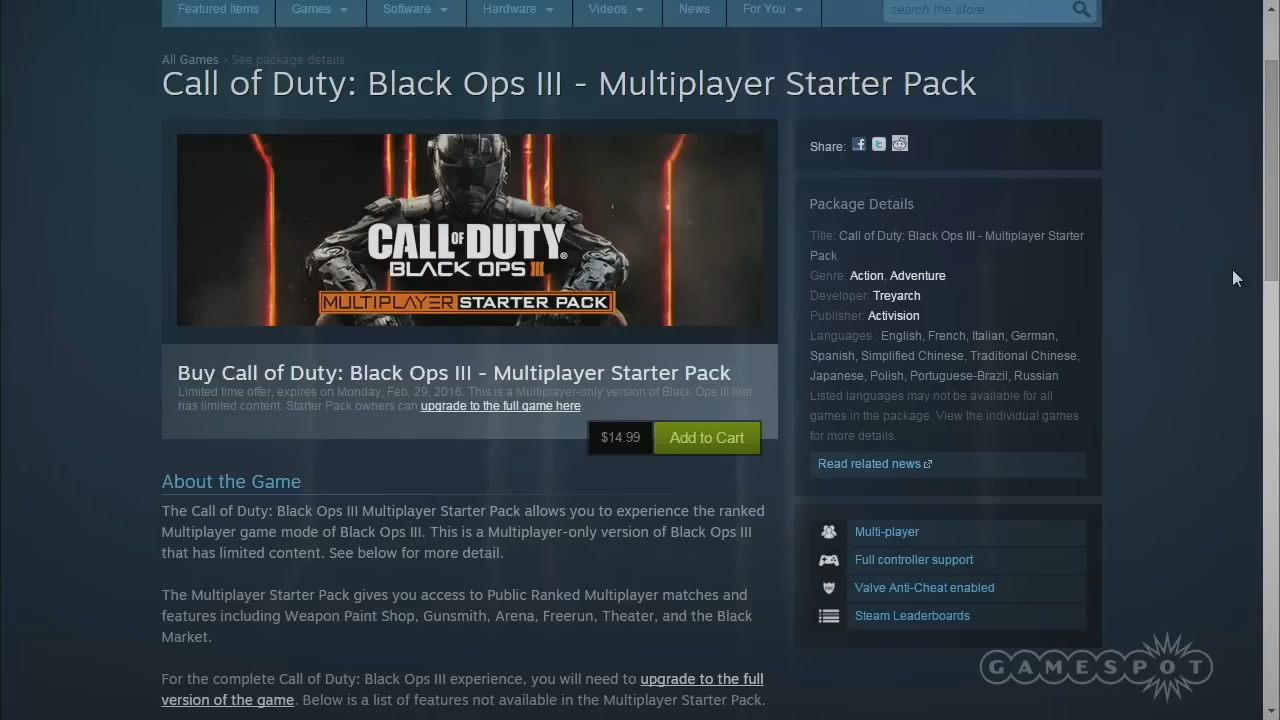 Featured Items Games Software Hardware Videos News For You search the store
All Games > See package details
Call of Duty: Black Ops III - Multiplayer Starter Pack
CALL OF DUTY®
BLACK OPS III
MULTIPLAYER STARTER PACK
Buy Call of Duty: Black Ops III - Multiplayer Starter Pack
Limited time offer, expires on Monday, Feb. 29, 2016. This is a Multiplayer-only version of Black Ops III that
has limited content. Starter Pack owners can upgrade to the full game here
$14.99 Add to Cart
About the Game
The Call of Duty: Black Ops III Multiplayer Starter Pack allows you to experience the ranked
Multiplayer game mode of Black Ops III. This is a Multiplayer-only version of Black Ops III
that has limited content. See below for more detail.
The Multiplayer Starter Pack gives you access to Public Ranked Multiplayer matches and
features including Weapon Paint Shop, Gunsmith, Arena, Freerun, Theater, and the Black
Market.
For the complete Call of Duty: Black Ops III experience, you will need to upgrade to the full
version of the game. Below is a list of features not available in the Multiplayer Starter Pack.
Share:
Package Details
Title: Call of Duty: Black Ops III - Multiplayer Starter
Pack
Genre: Action, Adventure
Developer: Treyarch
Publisher: Activision
Languages : English, French, Italian, German,
Spanish, Simplified Chinese, Traditional Chinese,
Japanese, Polish, Portuguese-Brazil, Russian
Listed languages may not be available for all
games in the package. View the individual games
for more details.
Read related news
Multi-player
Full controller support
Valve Anti-Cheat enabled
Steam Leaderboards
GAMESPOT